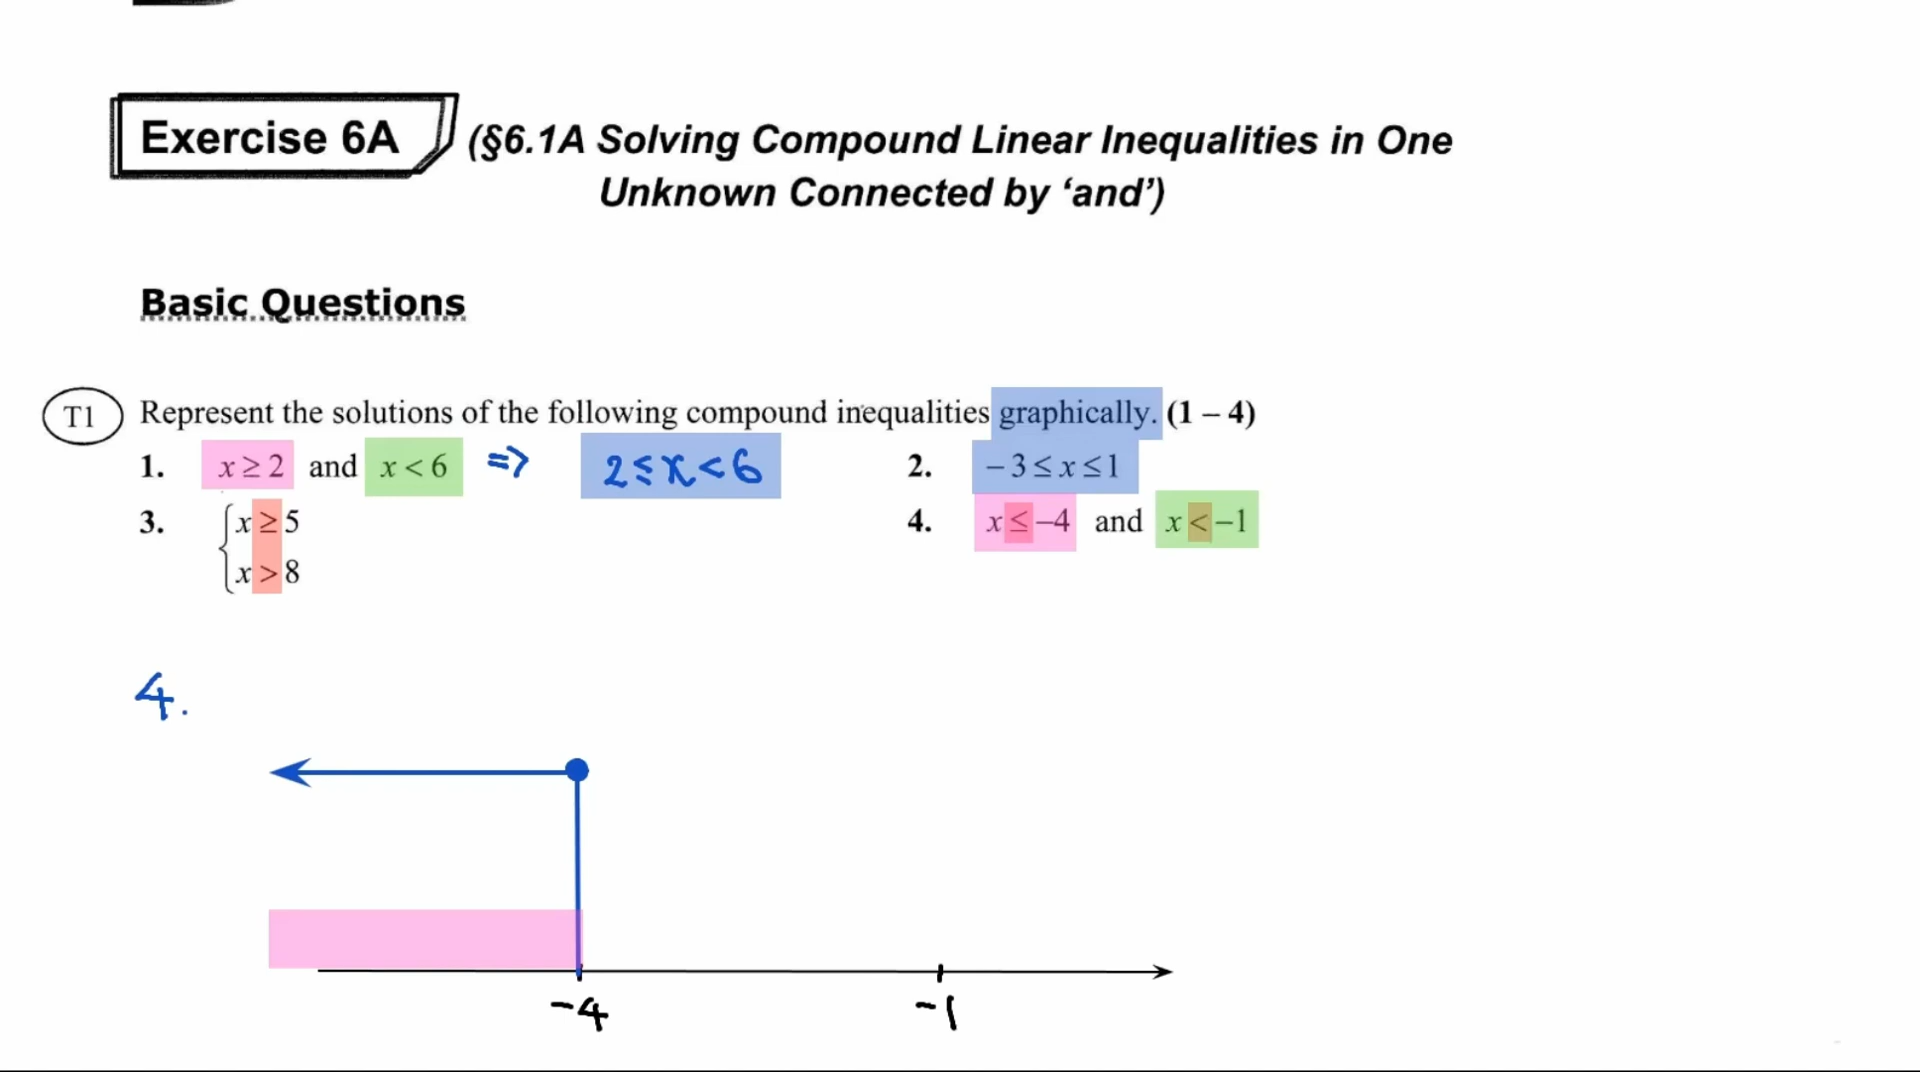 Exercise 6A (§6.1A Solving Compound Linear Inequalities in One
Unknown Connected by ‘and’)
Basic Questions
T1 Represent the solutions of the following compound inequalities graphically. (1 – 4)
1. x ≥ 2 and x < 6 ⇒ 2 ≤ x < 6 2. – 3 ≤ x ≤ 1
3. { x ≥ 5 4. x ≤ –4 and x < –1
x > 8
4.
-4 -1